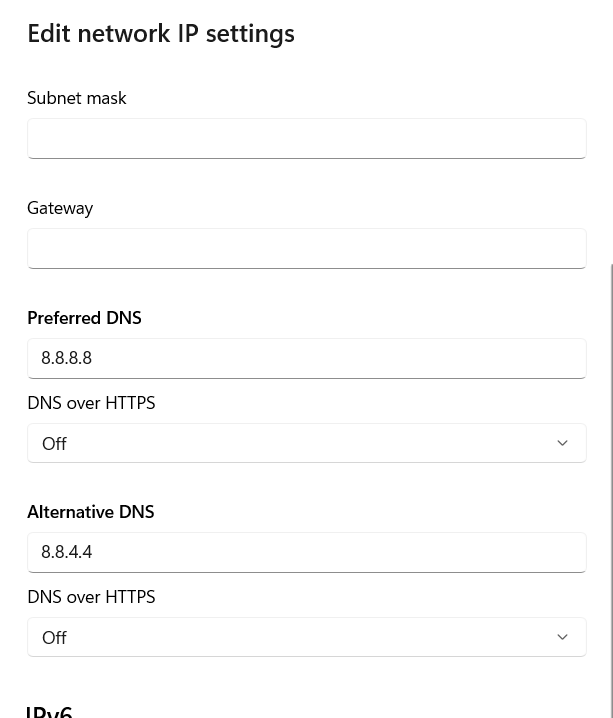 Edit network IP settings
Subnet mask
Gateway
Preferred DNS
8.8.8.8
DNS over HTTPS
Off
Alternative DNS
8.8.4.4
DNS over HTTPS
Off
IPv6